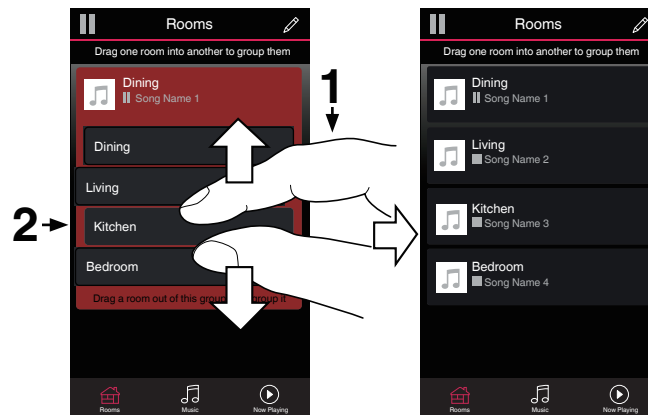 Rooms
Drag one room into another to group them
Dining
Song Name 1
Dining
Living
Kitchen
Bedroom
Drag a room out of this group group it
Rooms
Music
Now Playing
1
2
Rooms
Drag one room into another to group them
Dining
Song Name 1
Living
Song Name 2
Kitchen
Song Name 3
Bedroom
Song Name 4
Rooms
Music
Now Playing